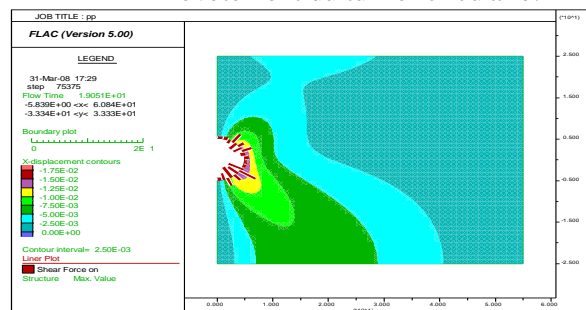 JOB TITLE : pp
(*10^1)
FLAC (Version 5.00)
LEGEND
31-Mar-08 17:29
step 75375
Flow Time 1.9051E+01
-5.839E+00 <x< 6.084E+01
-3.334E+01 <y< 3.333E+01
Boundary plot
0 2E 1
X-displacement contours
-1.75E-02
-1.50E-02
-1.25E-02
-1.00E-02
-7.50E-03
-5.00E-03
-2.50E-03
0.00E+00
Contour interval= 2.50E-03
Liner Plot
Shear Force on
Structure Max. Value
2.500
1.500
0.500
-0.500
-1.500
-2.500
0.000 1.000 2.000 3.000 4.000 5.000 6.000